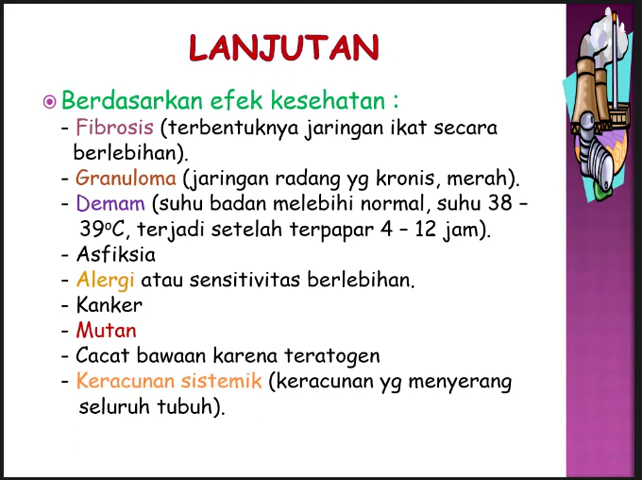 LANJUTAN
Berdasarkan efek kesehatan :
- Fibrosis (terbentuknya jaringan ikat secara
berlebihan).
- Granuloma (jaringan radang yg kronis, merah).
- Demam (suhu badan melebihi normal, suhu 38 –
39ºC, terjadi setelah terpapar 4 – 12 jam).
- Asfiksia
- Alergi atau sensitivitas berlebihan.
- Kanker
- Mutan
- Cacat bawaan karena teratogen
- Keracunan sistemik (keracunan yg menyerang
seluruh tubuh).